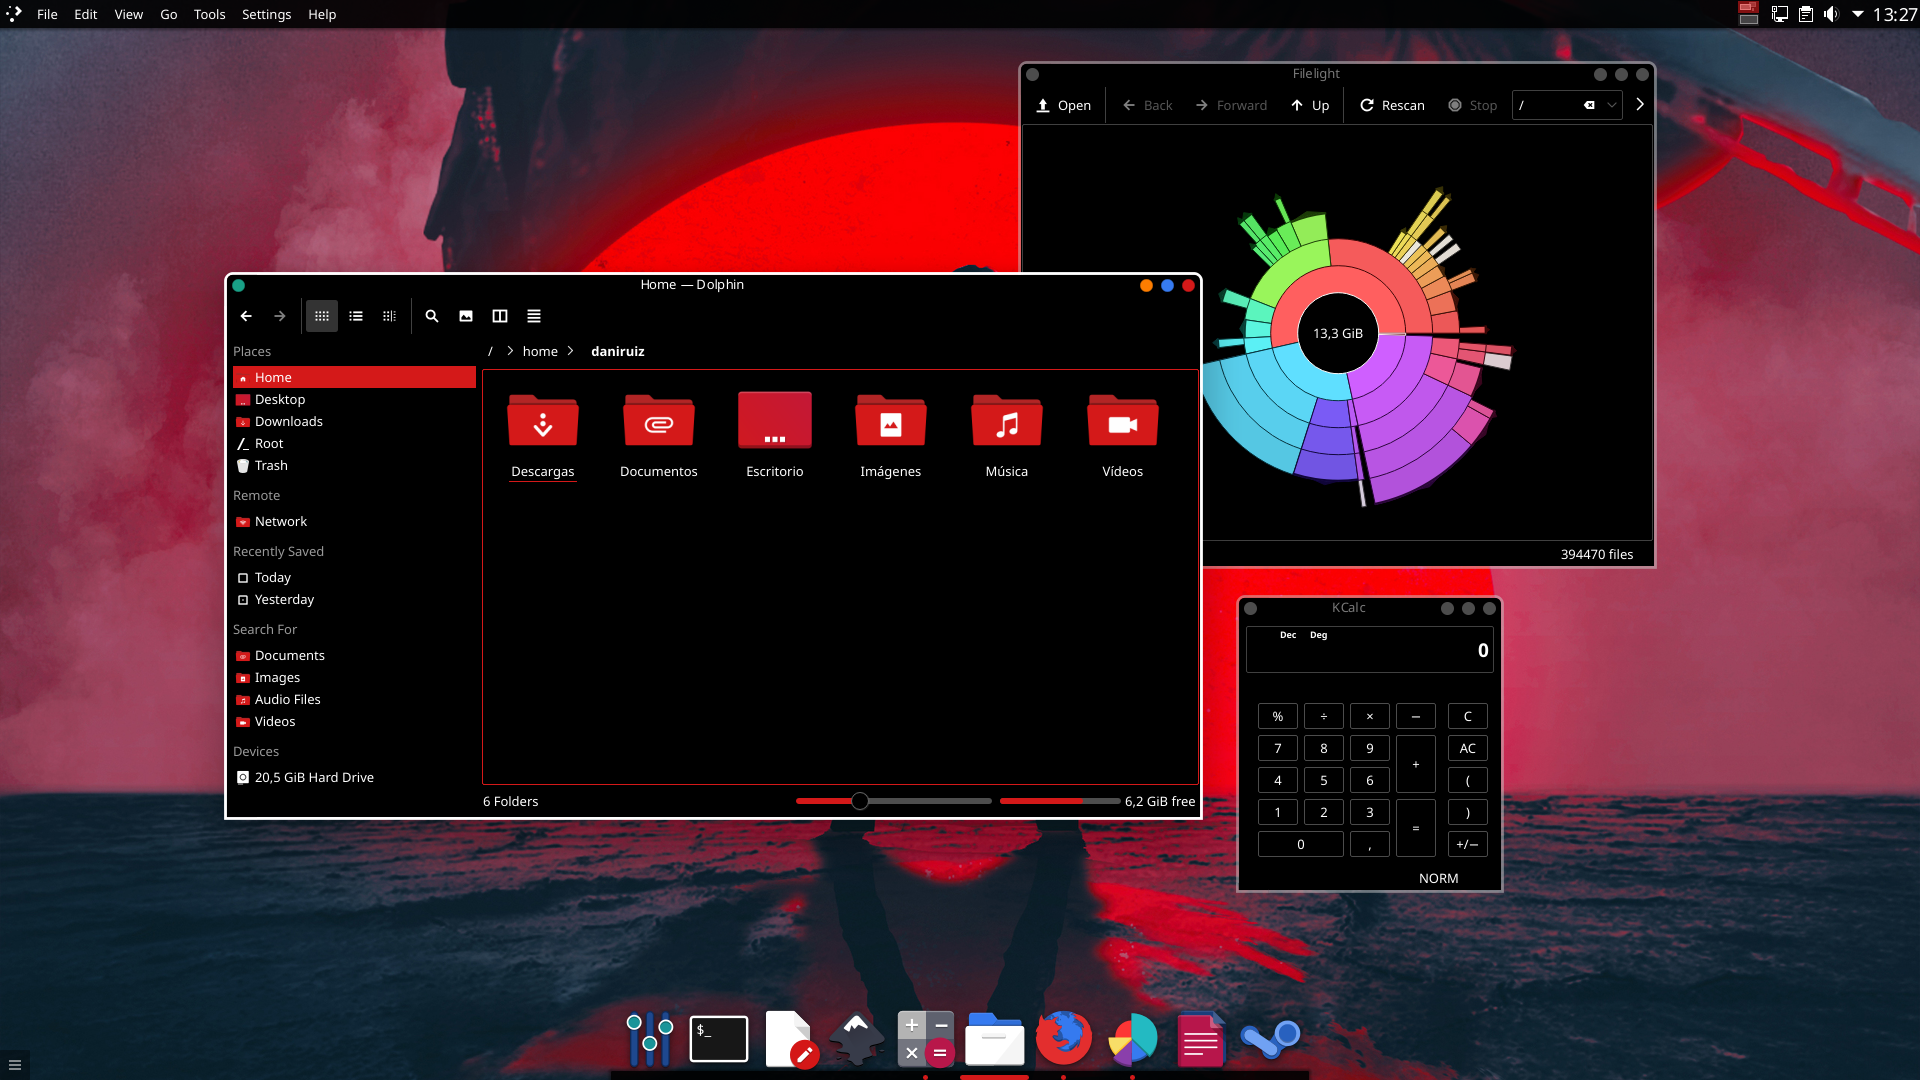 File Edit View Go Tools Settings Help
13:27
Filelight
Open Back Forward Up Rescan Stop /
13,3 GiB
394470 files
Home — Dolphin
/ home daniruiz
Places
Home
Desktop
Downloads
Root
Trash
Remote
Network
Recently Saved
Today
Yesterday
Search For
Documents
Images
Audio Files
Videos
Devices
20,5 GiB Hard Drive
Descargas Documentos Escritorio Imágenes Música Vídeos
6 Folders 6,2 GiB free
KCalc
Dec Deg
0
% ÷ × − C
7 8 9 + AC
4 5 6 (
1 2 3 = )
0 , +/−
NORM
$_